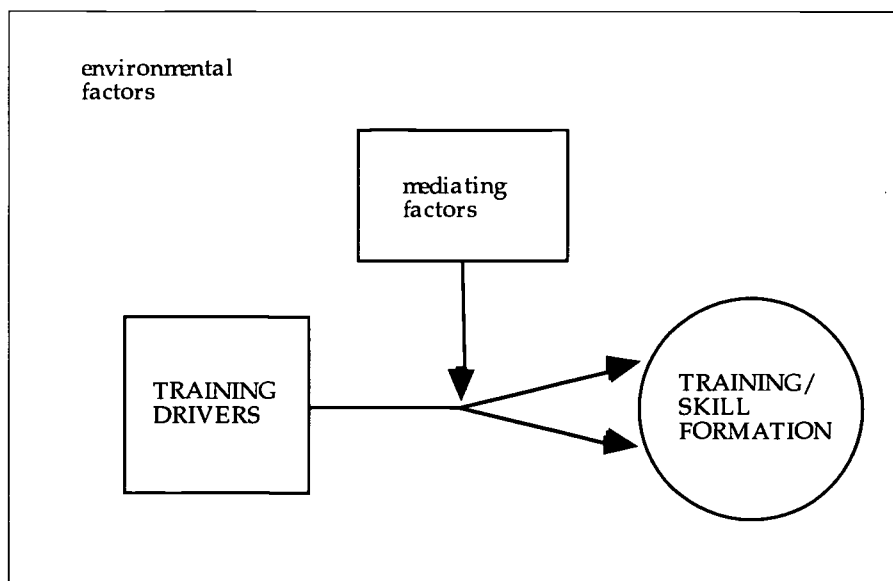 environmental
factors
mediating
factors
TRAINING
DRIVERS
TRAINING/
SKILL
FORMATION